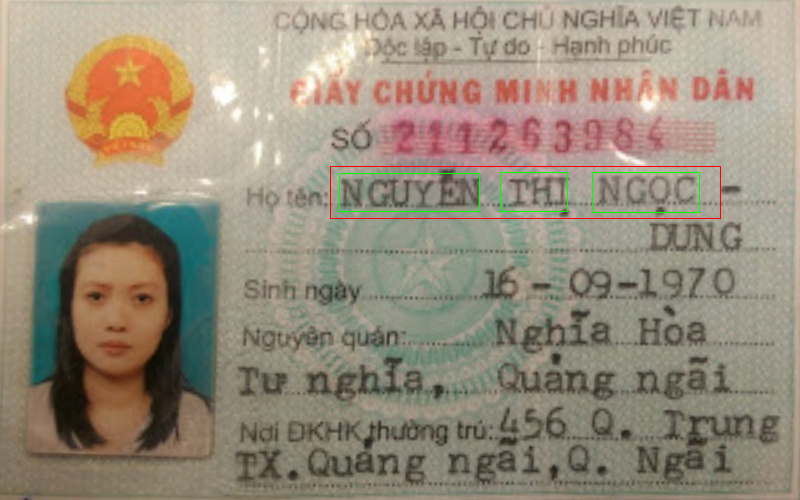 CỘNG HÒA XÃ HỘI CHỦ NGHĨA VIỆT NAM
Độc lập - Tự do - Hạnh phúc
GIẤY CHỨNG MINH NHÂN DÂN
SỐ 211263984
Họ tên: NGUYỄN THỊ NGỌC -
DUNG
Sinh ngày 16 - 09 - 1970
Nguyên quán: Nghĩa Hòa
Tư nghĩa, Quảng ngãi
Nơi ĐKHK thường trú: 456 Q. Trung
TX. Quảng ngãi, Q. Ngãi